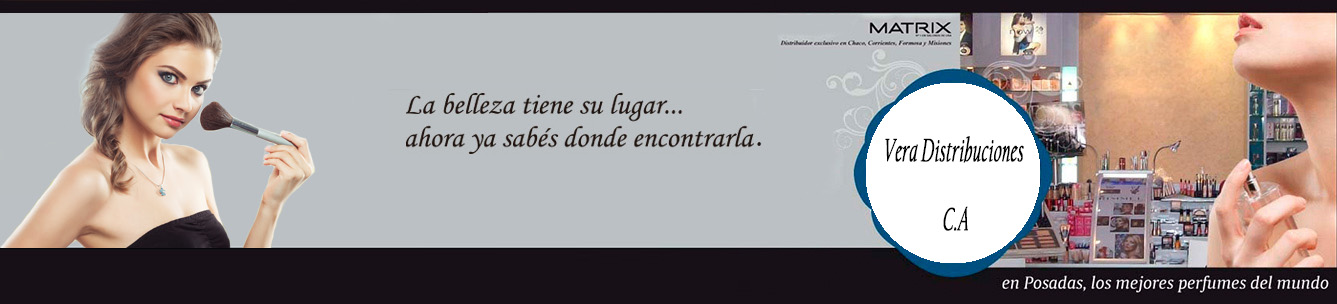 MATRIX
Distribuidor exclusivo en Chaco, Corrientes, Formosa y Misiones
La belleza tiene su lugar...
ahora ya sabés donde encontrarla.
Vera Distribuciones
C.A
en Posadas, los mejores perfumes del mundo